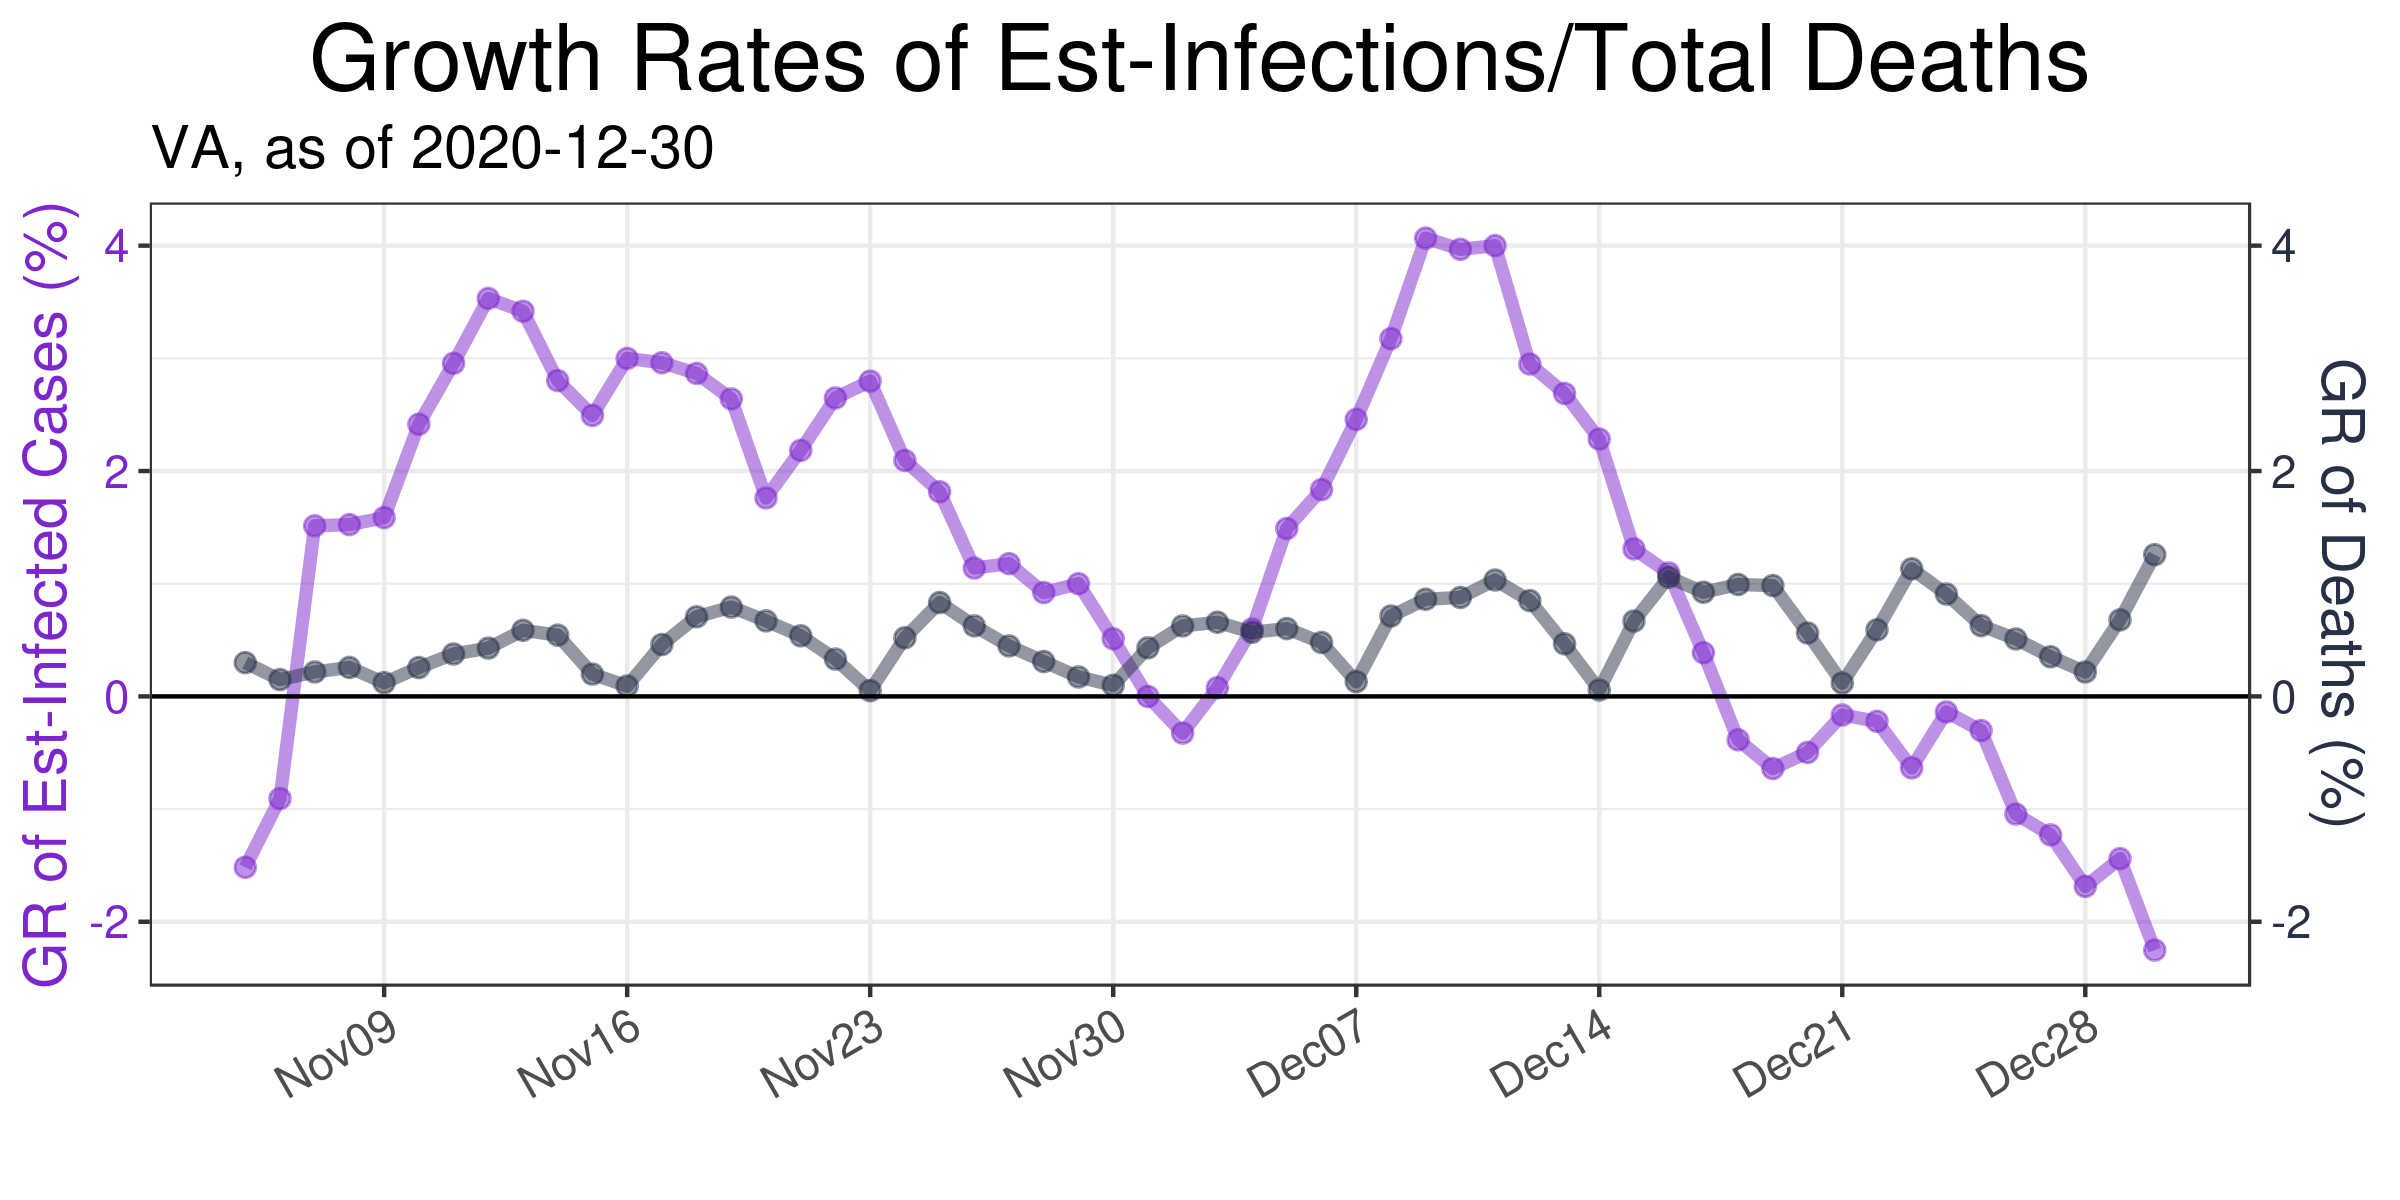 Growth Rates of Est-Infections/Total Deaths
VA, as of 2020-12-30
GR of Est-Infected Cases (%)
4
2
0
-2
4
2
0
-2
GR of Deaths (%)
Nov09
Nov16
Nov23
Nov30
Dec07
Dec14
Dec21
Dec28